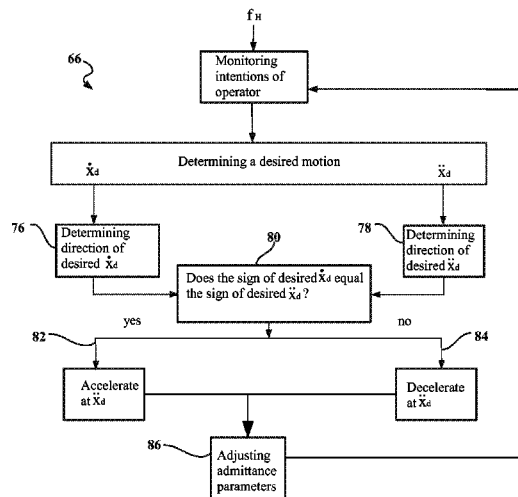 f H
66
Monitoring
intentions of
operator
Determining a desired motion
ẋd
ẍd
76
Determining
direction of
desired ẋd
80
Does the sign of desired ẋd equal
the sign of desired ẍd ?
78
Determining
direction of
desired ẍd
yes
no
82
84
Accelerate
at ẍd
Decelerate
at ẍd
86
Adjusting
admittance
parameters